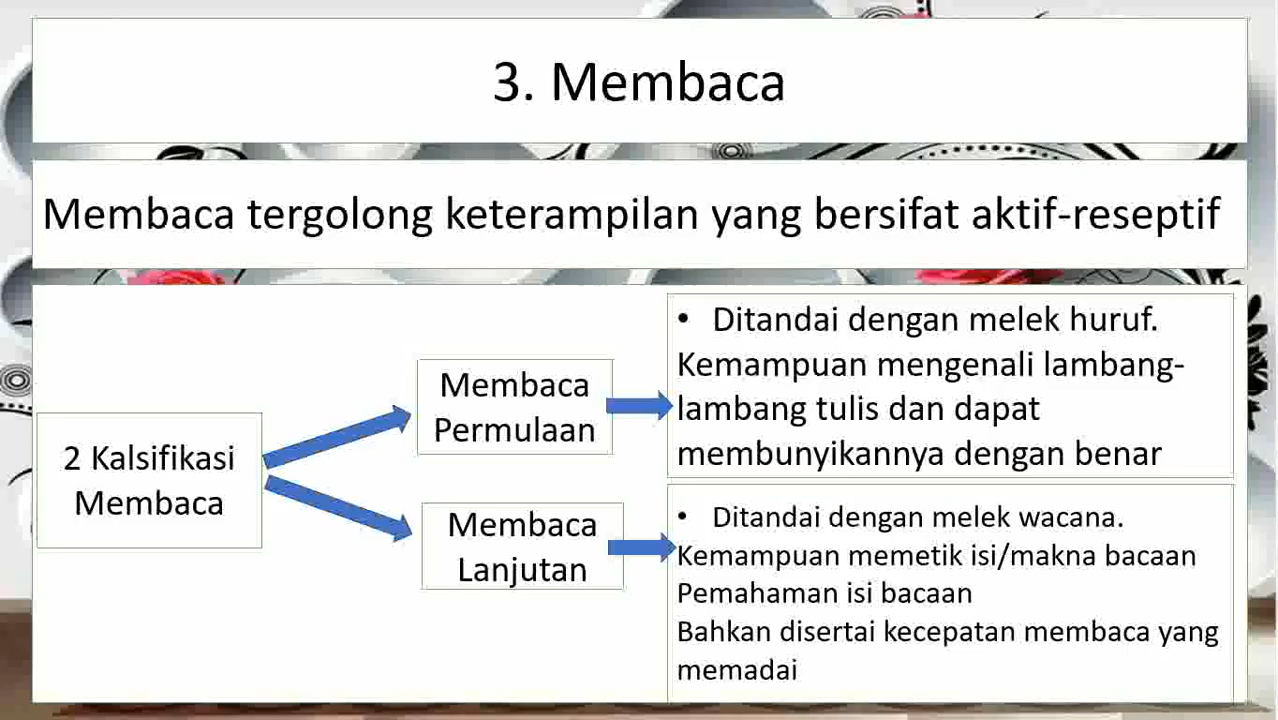 3. Membaca
Membaca tergolong keterampilan yang bersifat aktif-reseptif
2 Kalsifikasi
Membaca
Membaca
Permulaan
• Ditandai dengan melek huruf.
Kemampuan mengenali lambang-
lambang tulis dan dapat
membunyikannya dengan benar
Membaca
Lanjutan
• Ditandai dengan melek wacana.
Kemampuan memetik isi/makna bacaan
Pemahaman isi bacaan
Bahkan disertai kecepatan membaca yang
memadai